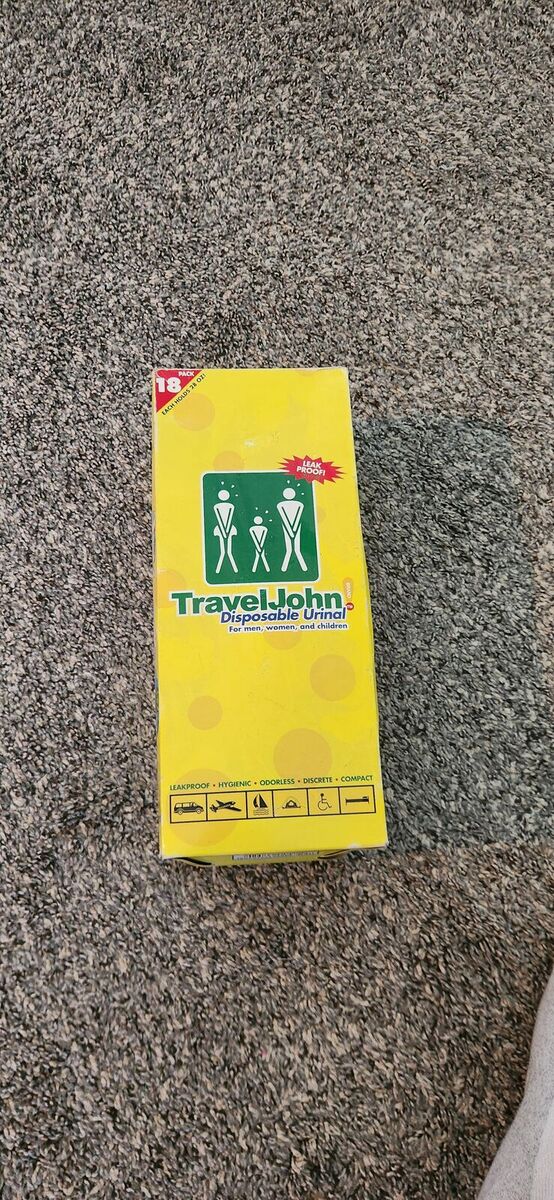 18 PACK
EACH HOLDS 28 OZ!
LEAK
PROOF!
TravelJohn
Disposable Urinal
For men, women, and children
LEAKPROOF • HYGIENIC • ODORLESS • DISCRETE • COMPACT